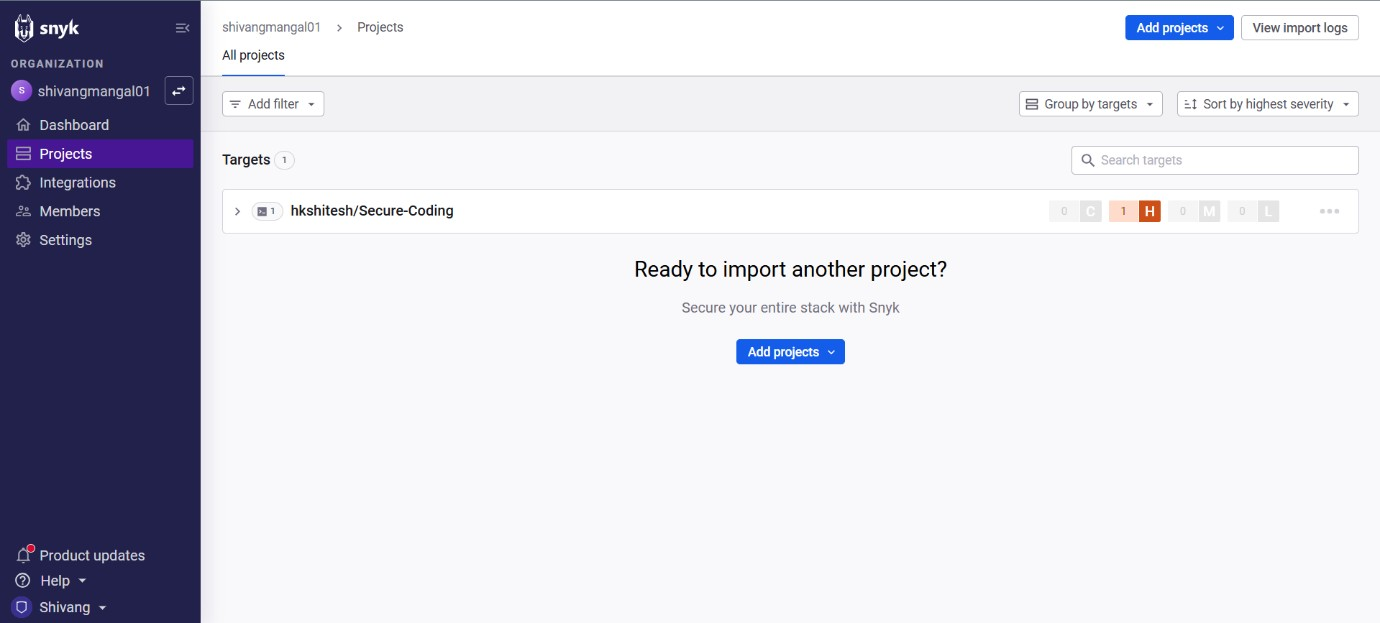 snyk
ORGANIZATION
S shivangmangal01
Dashboard
Projects
Integrations
Members
Settings
Product updates
Help
Shivang
shivangmangal01 > Projects
Add projects
View import logs
All projects
Add filter
Group by targets
Sort by highest severity
Targets 1
Search targets
1 hkshitesh/Secure-Coding 0 C 1 H 0 M 0 L
Ready to import another project?
Secure your entire stack with Snyk
Add projects